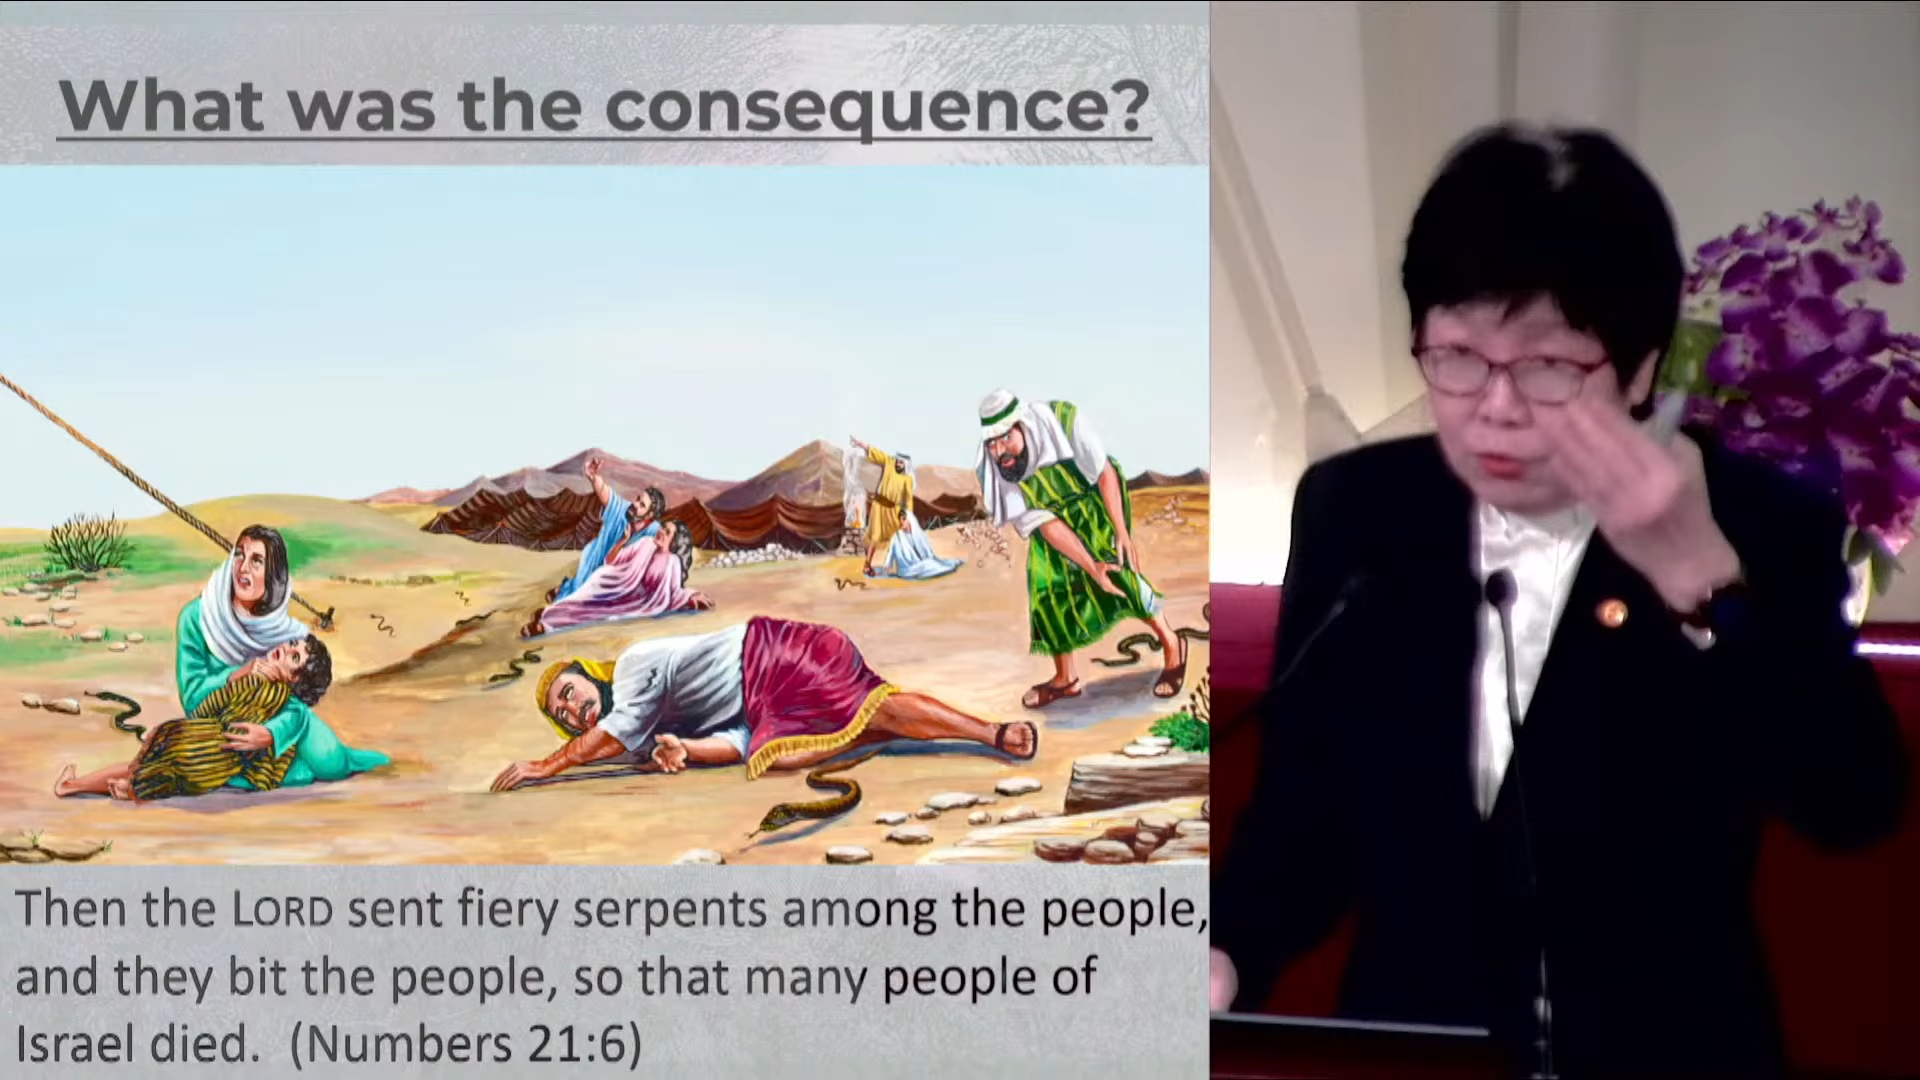 What was the consequence?
Then the LORD sent fiery serpents among the people,
and they bit the people, so that many people of
Israel died. (Numbers 21:6)